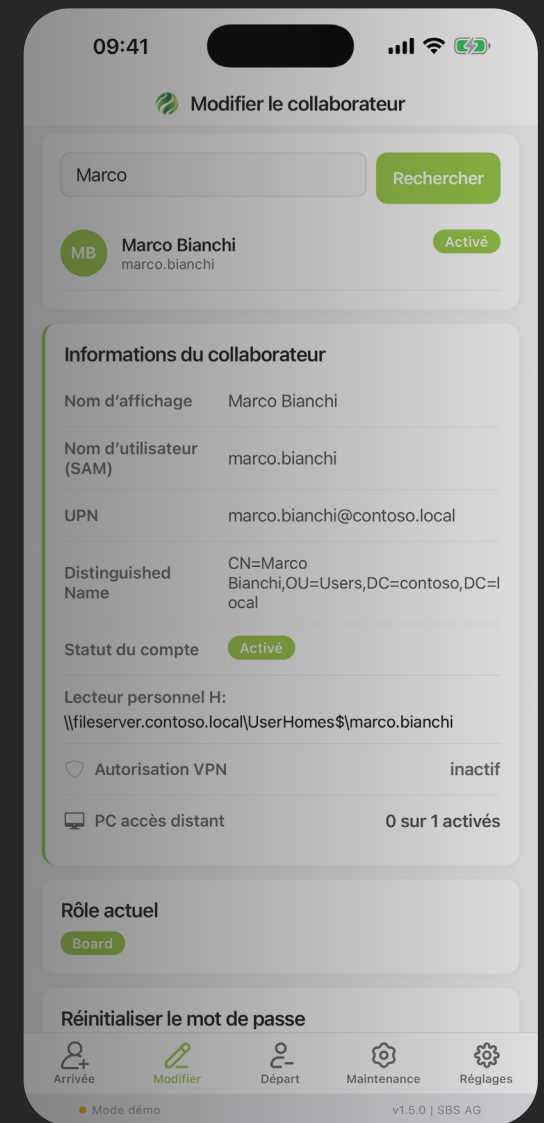 09:41
Modifier le collaborateur
Marco
Rechercher
MB
Marco Bianchi
marco.bianchi
Activé
Informations du collaborateur
Nom d’affichage
Marco Bianchi
Nom d’utilisateur
(SAM)
marco.bianchi
UPN
marco.bianchi@contoso.local
Distinguished
Name
CN=Marco
Bianchi,OU=Users,DC=contoso,DC=l
ocal
Statut du compte
Activé
Lecteur personnel H:
\\fileserver.contoso.local\UserHomes$\marco.bianchi
Autorisation VPN
inactif
PC accès distant
0 sur 1 activés
Rôle actuel
Board
Réinitialiser le mot de passe
Arrivée
Modifier
Départ
Maintenance
Réglages
Mode démo
v1.5.0 | SBS AG